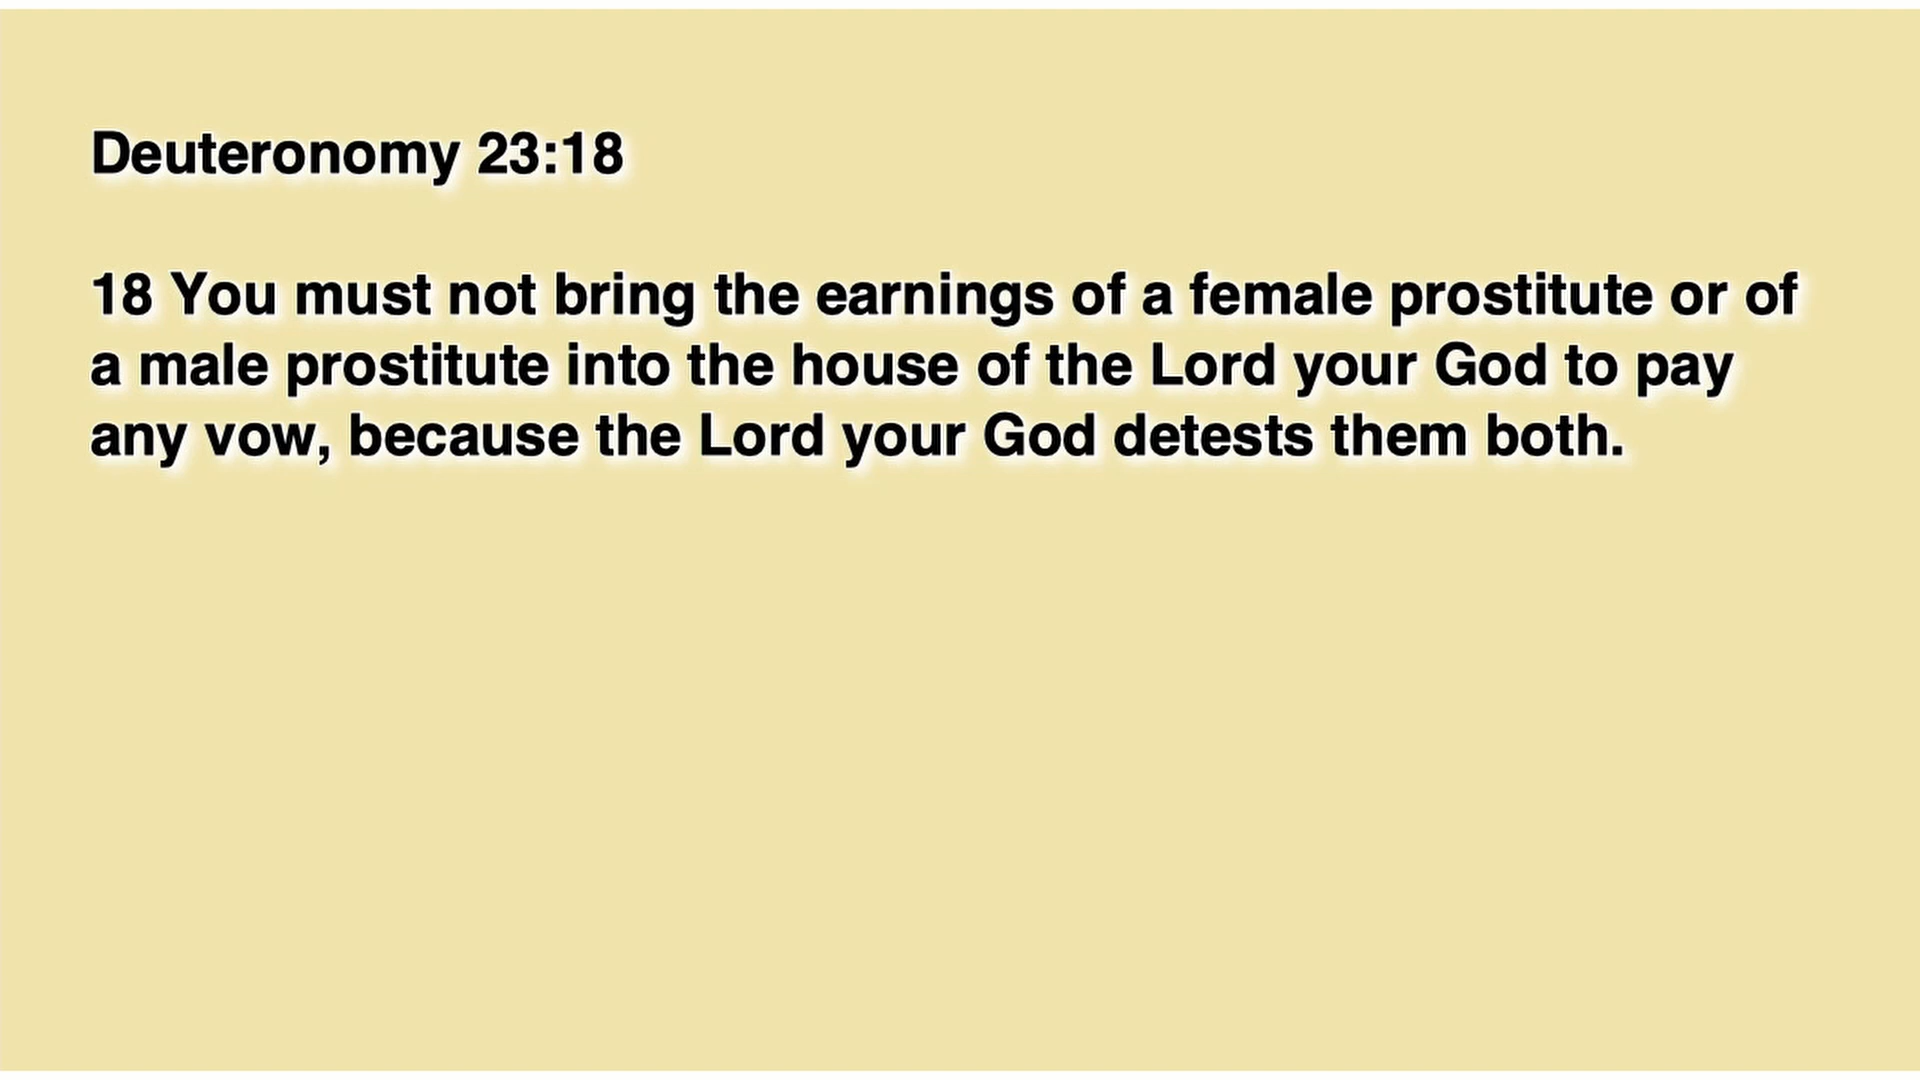 Deuteronomy 23:18
18 You must not bring the earnings of a female prostitute or of
a male prostitute into the house of the Lord your God to pay
any vow, because the Lord your God detests them both.